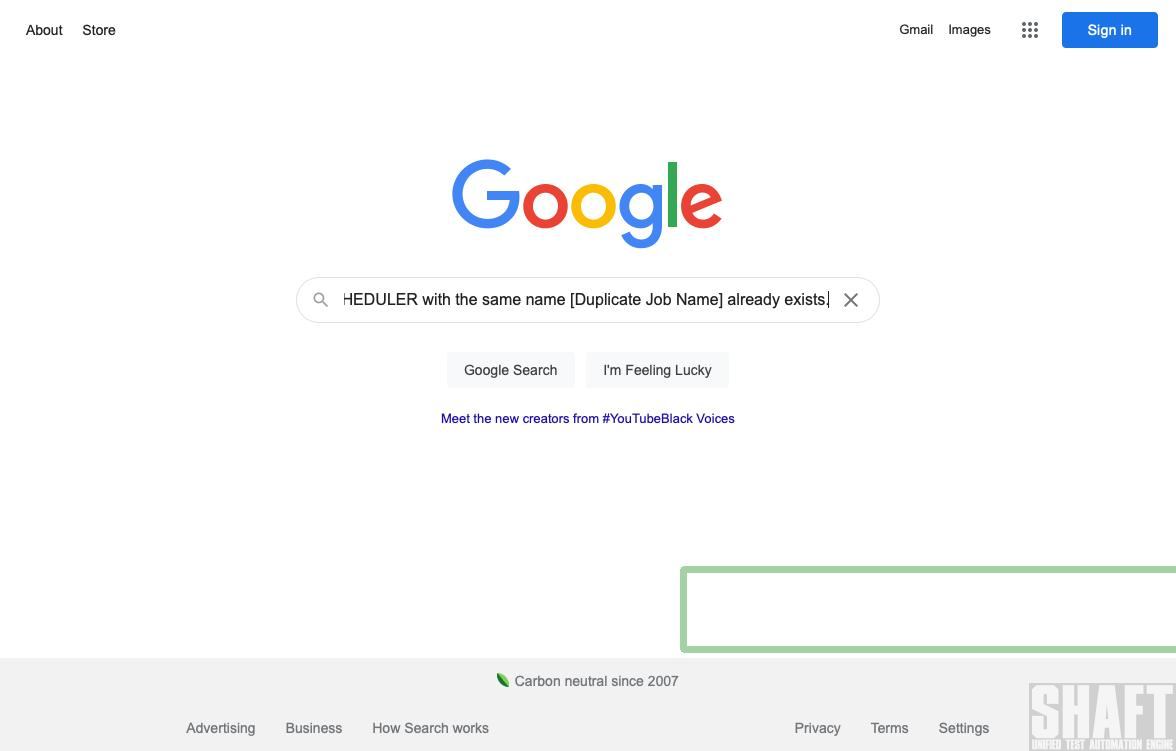 About Store
Gmail Images
Sign in
Google
HEDULER with the same name [Duplicate Job Name] already exists.
Google Search
I'm Feeling Lucky
Meet the new creators from #YouTubeBlack Voices
Carbon neutral since 2007
Advertising Business How Search works
Privacy Terms Settings
SHAFT
UNIFIED TEST AUTOMATION ENGINE